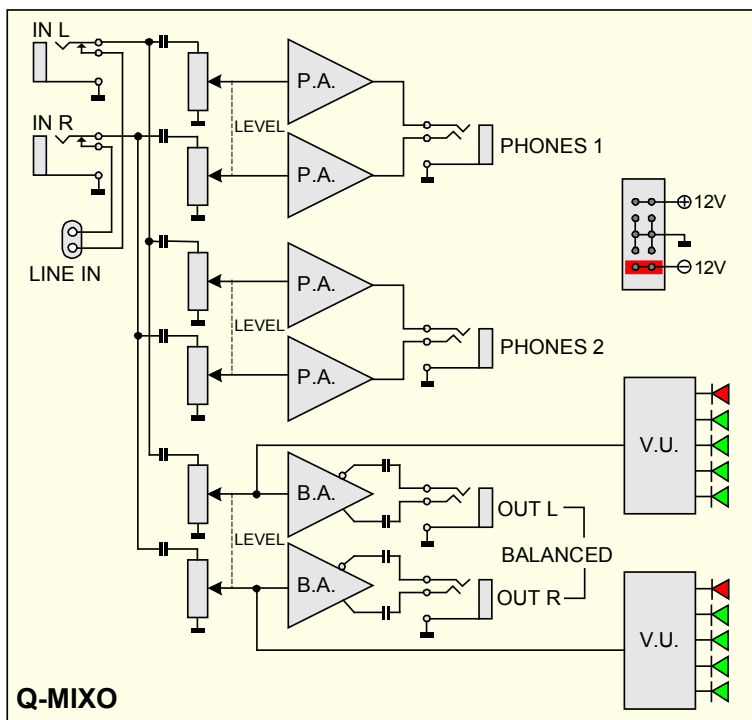 IN L
P.A.
LEVEL
IN R
P.A.
PHONES 1
12V
12V
LINE IN
P.A.
LEVEL
P.A.
PHONES 2
V.U.
B.A.
OUT L
LEVEL
BALANCED
B.A.
OUT R
V.U.
Q-MIXO